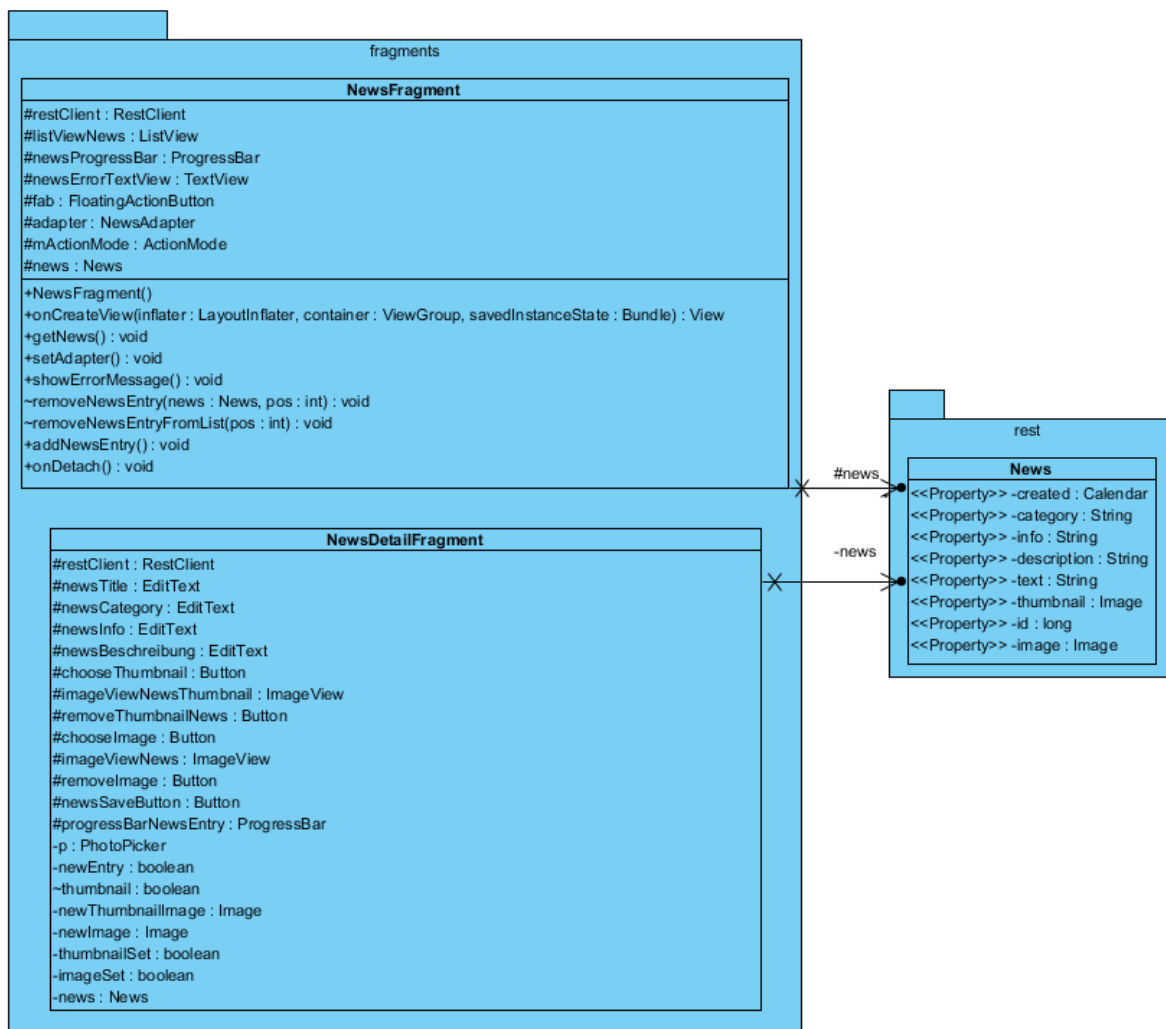 fragments
NewsFragment
#restClient : RestClient
#listViewNews : ListView
#newsProgressBar : ProgressBar
#newsErrorTextView : TextView
#fab : FloatingActionButton
#adapter : NewsAdapter
#mActionMode : ActionMode
#news : News
+NewsFragment()
+onCreateView(inflater : LayoutInflater, container : ViewGroup, savedInstanceState : Bundle) : View
+getNews() : void
+setAdapter() : void
+showErrorMessage() : void
~removeNewsEntry(news : News, pos : int) : void
~removeNewsEntryFromList(pos : int) : void
+addNewsEntry() : void
+onDetach() : void
NewsDetailFragment
#restClient : RestClient
#newsTitle : EditText
#newsCategory : EditText
#newsInfo : EditText
#newsBeschreibung : EditText
#chooseThumbnail : Button
#imageViewNewsThumbnail : ImageView
#removeThumbnailNews : Button
#chooseImage : Button
#imageViewNews : ImageView
#removeImage : Button
#newsSaveButton : Button
#progressBarNewsEntry : ProgressBar
-p : PhotoPicker
-newEntry : boolean
~thumbnail : boolean
-newThumbnailImage : Image
-newImage : Image
-thumbnailSet : boolean
-imageSet : boolean
-news : News
#news
-news
rest
News
<<Property>> -created : Calendar
<<Property>> -category : String
<<Property>> -info : String
<<Property>> -description : String
<<Property>> -text : String
<<Property>> -thumbnail : Image
<<Property>> -id : long
<<Property>> -image : Image